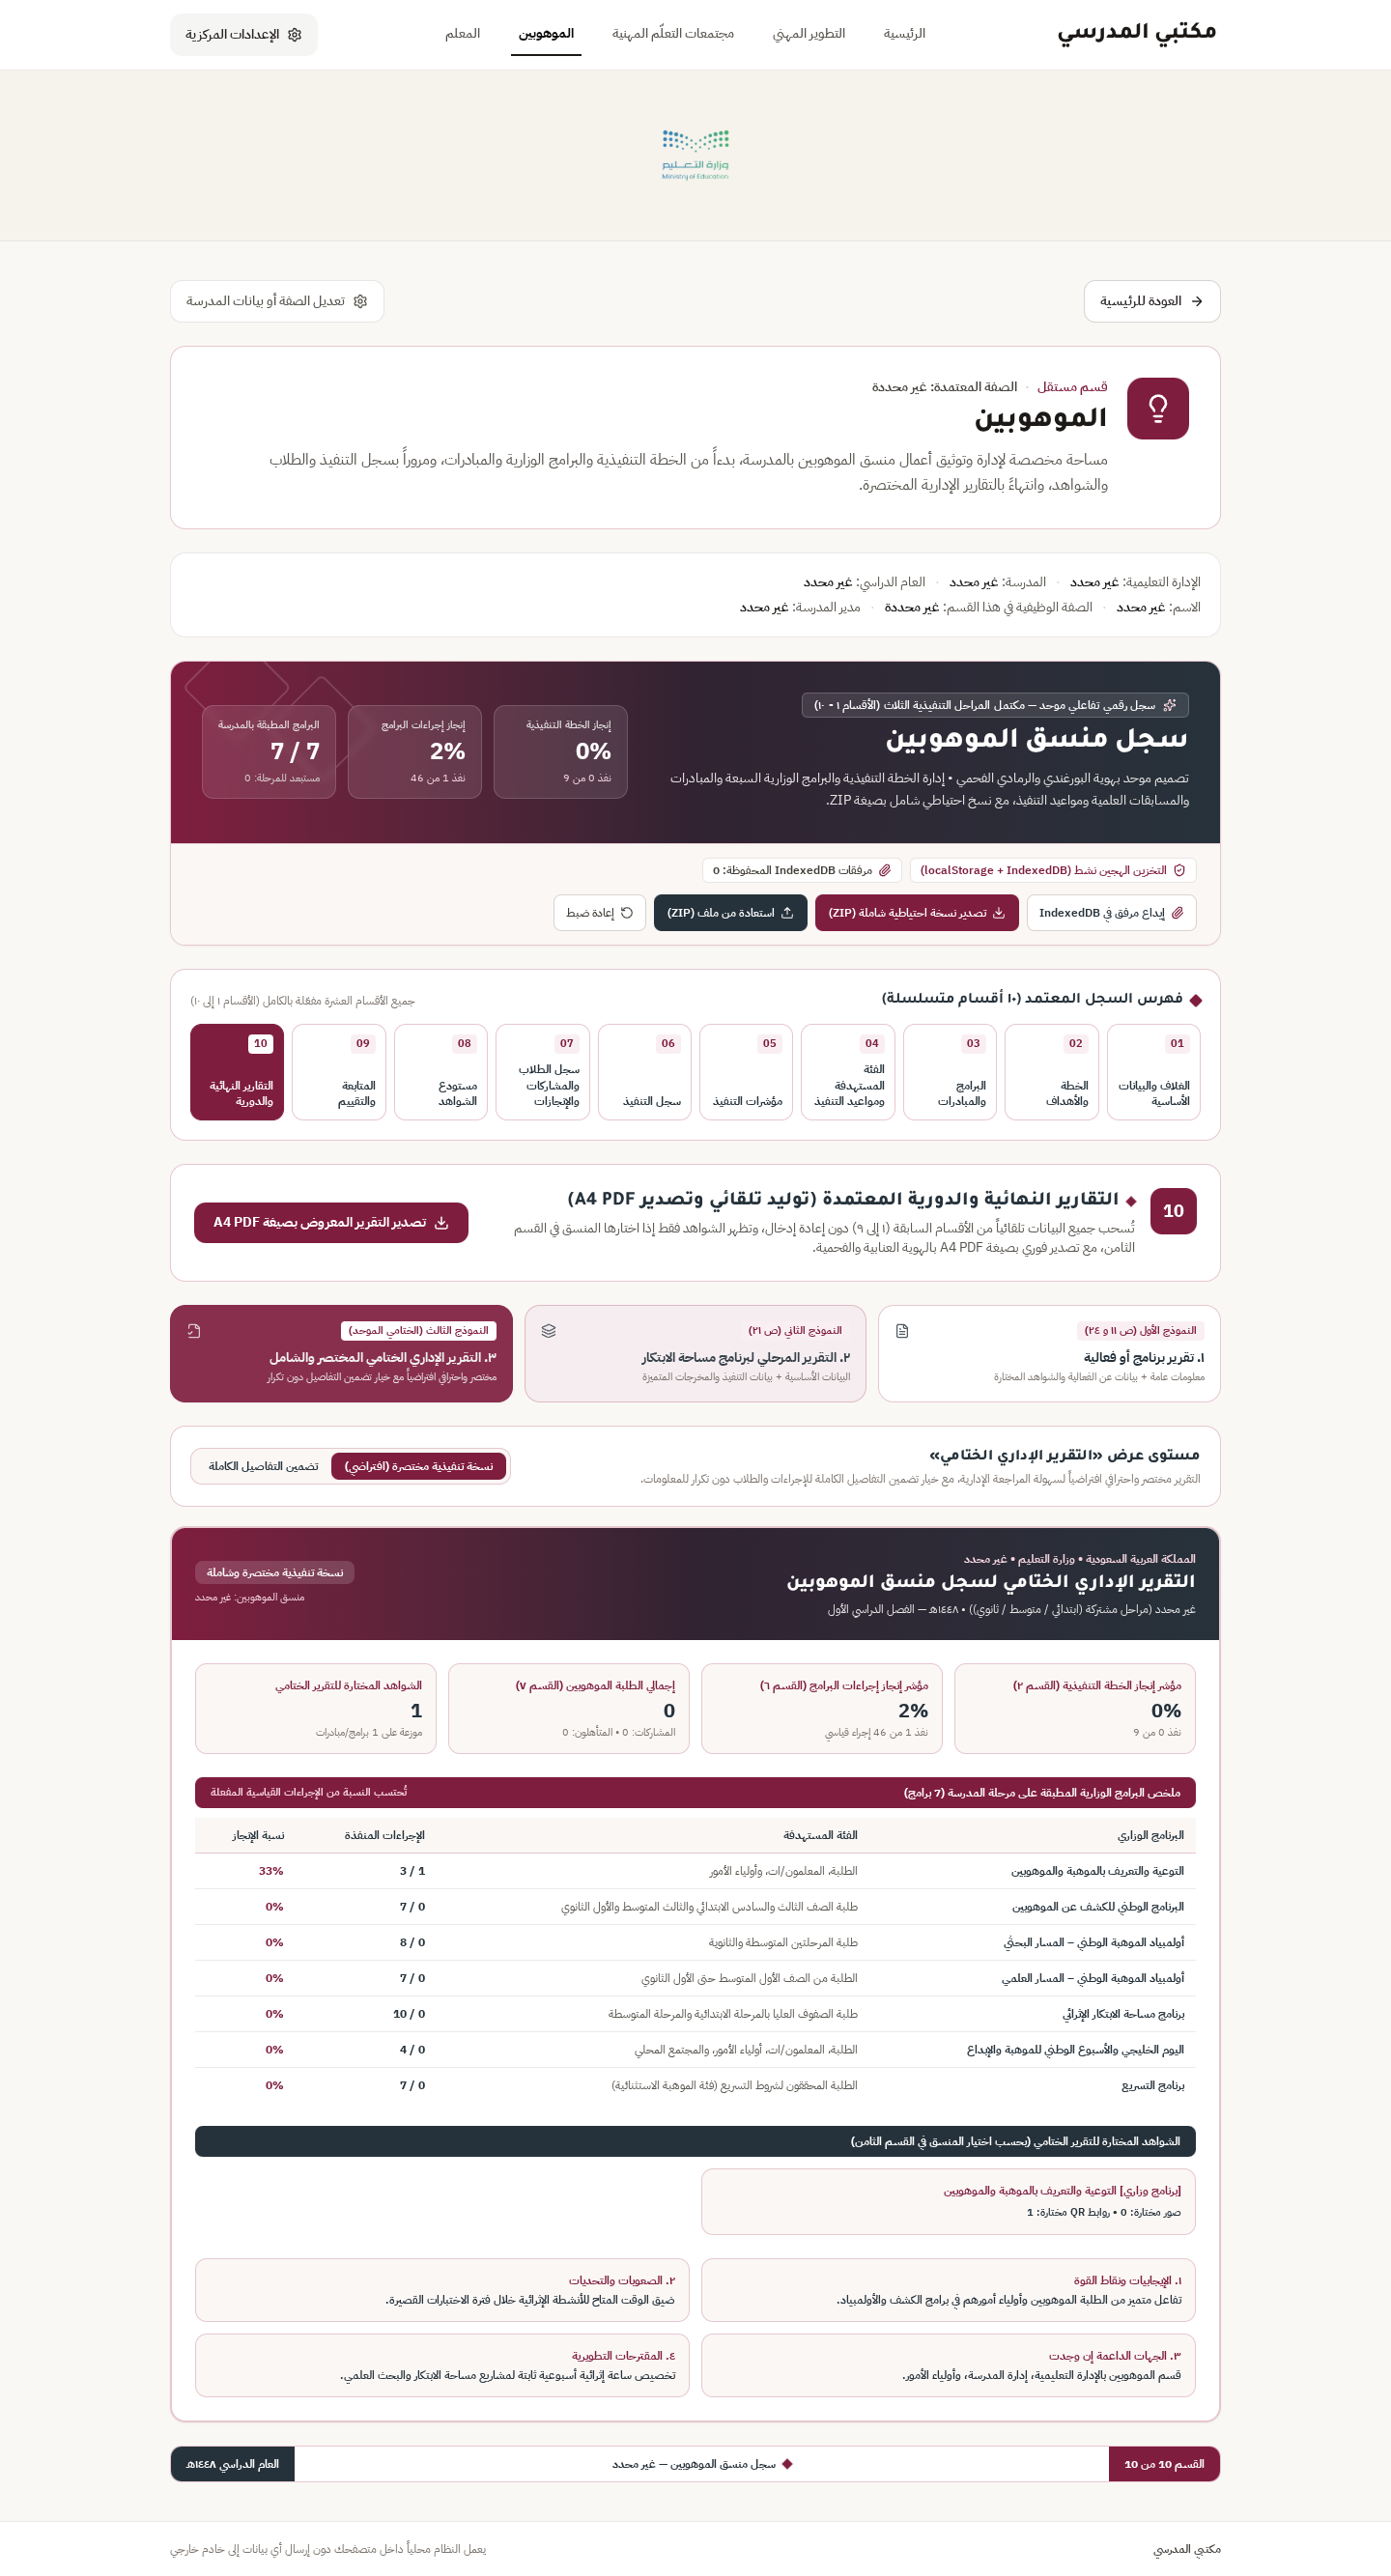 مكتبي المدرسي
الرئيسية
التطوير المهني
مجتمعات التعلّم المهنية
الموهوبين
المعلم
الإعدادات المركزية
وزارة التعـليم
Ministry of Education
العودة للرئيسية
تعديل الصفة أو بيانات المدرسة
قسم مستقل · الصفة المعتمدة: غير محددة
الموهوبين
مساحة مخصصة لإدارة وتوثيق أعمال منسق الموهوبين بالمدرسة، بدءاً من الخطة التنفيذية والبرامج الوزارية والمبادرات، ومروراً بسجل التنفيذ والطلاب
والشواهد، وانتهاءً بالتقارير الإدارية المختصرة.
الإدارة التعليمية: غير محدد · المدرسة: غير محدد · العام الدراسي: غير محدد
الاسم: غير محدد · الصفة الوظيفية في هذا القسم: غير محددة · مدير المدرسة: غير محدد
سجل رقمي تفاعلي موحد — مكتمل المراحل التنفيذية الثلاث (الأقسام ١ - ١٠)
سجل منسق الموهوبين
تصميم موحد بهوية البورغندي والرمادي الفحمي • إدارة الخطة التنفيذية والبرامج الوزارية السبعة والمبادرات
والمسابقات العلمية ومواعيد التنفيذ، مع نسخ احتياطي شامل بصيغة ZIP.
إنجاز الخطة التنفيذية
0%
نفذ 0 من 9
إنجاز إجراءات البرامج
2%
نفذ 1 من 46
البرامج المطبقة بالمدرسة
7 / 7
مستبعد للمرحلة: 0
التخزين الهجين نشط (localStorage + IndexedDB)
مرفقات IndexedDB المحفوظة: 0
إيداع مرفق في IndexedDB
تصدير نسخة احتياطية شاملة (ZIP)
استعادة من ملف (ZIP)
إعادة ضبط
فهرس السجل المعتمد (١٠ أقسام متسلسلة)
جميع الأقسام العشرة مفعّلة بالكامل (الأقسام ١ إلى ١٠)
01
الغلاف والبيانات
الأساسية
02
الخطة
والأهداف
03
البرامج
والمبادرات
04
الفئة
المستهدفة
ومواعيد التنفيذ
05
مؤشرات التنفيذ
06
سجل التنفيذ
07
سجل الطلاب
والمشاركات
والإنجازات
08
مستودع
الشواهد
09
المتابعة
والتقييم
10
التقارير النهائية
والدورية
10
التقارير النهائية والدورية المعتمدة (توليد تلقائي وتصدير A4 PDF)
تُسحب جميع البيانات تلقائياً من الأقسام السابقة (١ إلى ٩) دون إعادة إدخال، وتظهر الشواهد فقط إذا اختارها المنسق في القسم
الثامن، مع تصدير فوري بصيغة A4 PDF بالهوية العنابية والفحمية.
تصدير التقرير المعروض بصيغة A4 PDF
النموذج الأول (ص ١١ و ٢٤)
١. تقرير برنامج أو فعالية
معلومات عامة + بيانات عن الفعالية والشواهد المختارة
النموذج الثاني (ص ٢١)
٢. التقرير المرحلي لبرنامج مساحة الابتكار
البيانات الأساسية + بيانات التنفيذ والمخرجات المتميزة
النموذج الثالث (الختامي الموحد)
٣. التقرير الإداري الختامي المختصر والشامل
مختصر واحترافي افتراضياً مع خيار تضمين التفاصيل دون تكرار
مستوى عرض «التقرير الإداري الختامي»
التقرير مختصر واحترافي افتراضياً لسهولة المراجعة الإدارية، مع خيار تضمين التفاصيل الكاملة للإجراءات والطلاب دون تكرار للمعلومات.
نسخة تنفيذية مختصرة (افتراضي)
تضمين التفاصيل الكاملة
المملكة العربية السعودية • وزارة التعليم • غير محدد
التقرير الإداري الختامي لسجل منسق الموهوبين
غير محدد (مراحل مشتركة (ابتدائي / متوسط / ثانوي)) • ١٤٤٨هـ — الفصل الدراسي الأول
نسخة تنفيذية مختصرة وشاملة
منسق الموهوبين: غير محدد
مؤشر إنجاز الخطة التنفيذية (القسم ٢)
0%
نفذ 0 من 9
مؤشر إنجاز إجراءات البرامج (القسم ٦)
2%
نفذ 1 من 46 إجراء قياسي
إجمالي الطلبة الموهوبين (القسم ٧)
0
المشاركات: 0 • المتأهلون: 0
الشواهد المختارة للتقرير الختامي
1
موزعة على 1 برامج/مبادرات
ملخص البرامج الوزارية المطبقة على مرحلة المدرسة (7 برامج)
تُحتسب النسبة من الإجراءات القياسية المفعلة
البرنامج الوزاري
الفئة المستهدفة
الإجراءات المنفذة
نسبة الإنجاز
التوعية والتعريف بالموهبة والموهوبين
الطلبة، المعلمون/ات، وأولياء الأمور
1 / 3
33%
البرنامج الوطني للكشف عن الموهوبين
طلبة الصف الثالث والسادس الابتدائي والثالث المتوسط والأول الثانوي
0 / 7
0%
أولمبياد الموهبة الوطني – المسار البحثي
طلبة المرحلتين المتوسطة والثانوية
0 / 8
0%
أولمبياد الموهبة الوطني – المسار العلمي
الطلبة من الصف الأول المتوسط حتى الأول الثانوي
0 / 7
0%
برنامج مساحة الابتكار الإثرائي
طلبة الصفوف العليا بالمرحلة الابتدائية والمرحلة المتوسطة
0 / 10
0%
اليوم الخليجي والأسبوع الوطني للموهبة والإبداع
الطلبة، المعلمون/ات، أولياء الأمور، والمجتمع المحلي
0 / 4
0%
برنامج التسريع
الطلبة المحققون لشروط التسريع (فئة الموهبة الاستثنائية)
0 / 7
0%
الشواهد المختارة للتقرير الختامي (بحسب اختيار المنسق في القسم الثامن)
[برنامج وزاري] التوعية والتعريف بالموهبة والموهوبين
صور مختارة: 0 • روابط QR مختارة: 1
١. الإيجابيات ونقاط القوة
تفاعل متميز من الطلبة الموهوبين وأولياء أمورهم في برامج الكشف والأولمبياد.
٢. الصعوبات والتحديات
ضيق الوقت المتاح للأنشطة الإثرائية خلال فترة الاختبارات القصيرة.
٣. الجهات الداعمة إن وجدت
قسم الموهوبين بالإدارة التعليمية، إدارة المدرسة، وأولياء الأمور.
٤. المقترحات التطويرية
تخصيص ساعة إثرائية أسبوعية ثابتة لمشاريع مساحة الابتكار والبحث العلمي.
القسم 10 من 10
سجل منسق الموهوبين — غير محدد
العام الدراسي ١٤٤٨هـ
مكتبي المدرسي
يعمل النظام محلياً داخل متصفحك دون إرسال أي بيانات إلى خادم خارجي